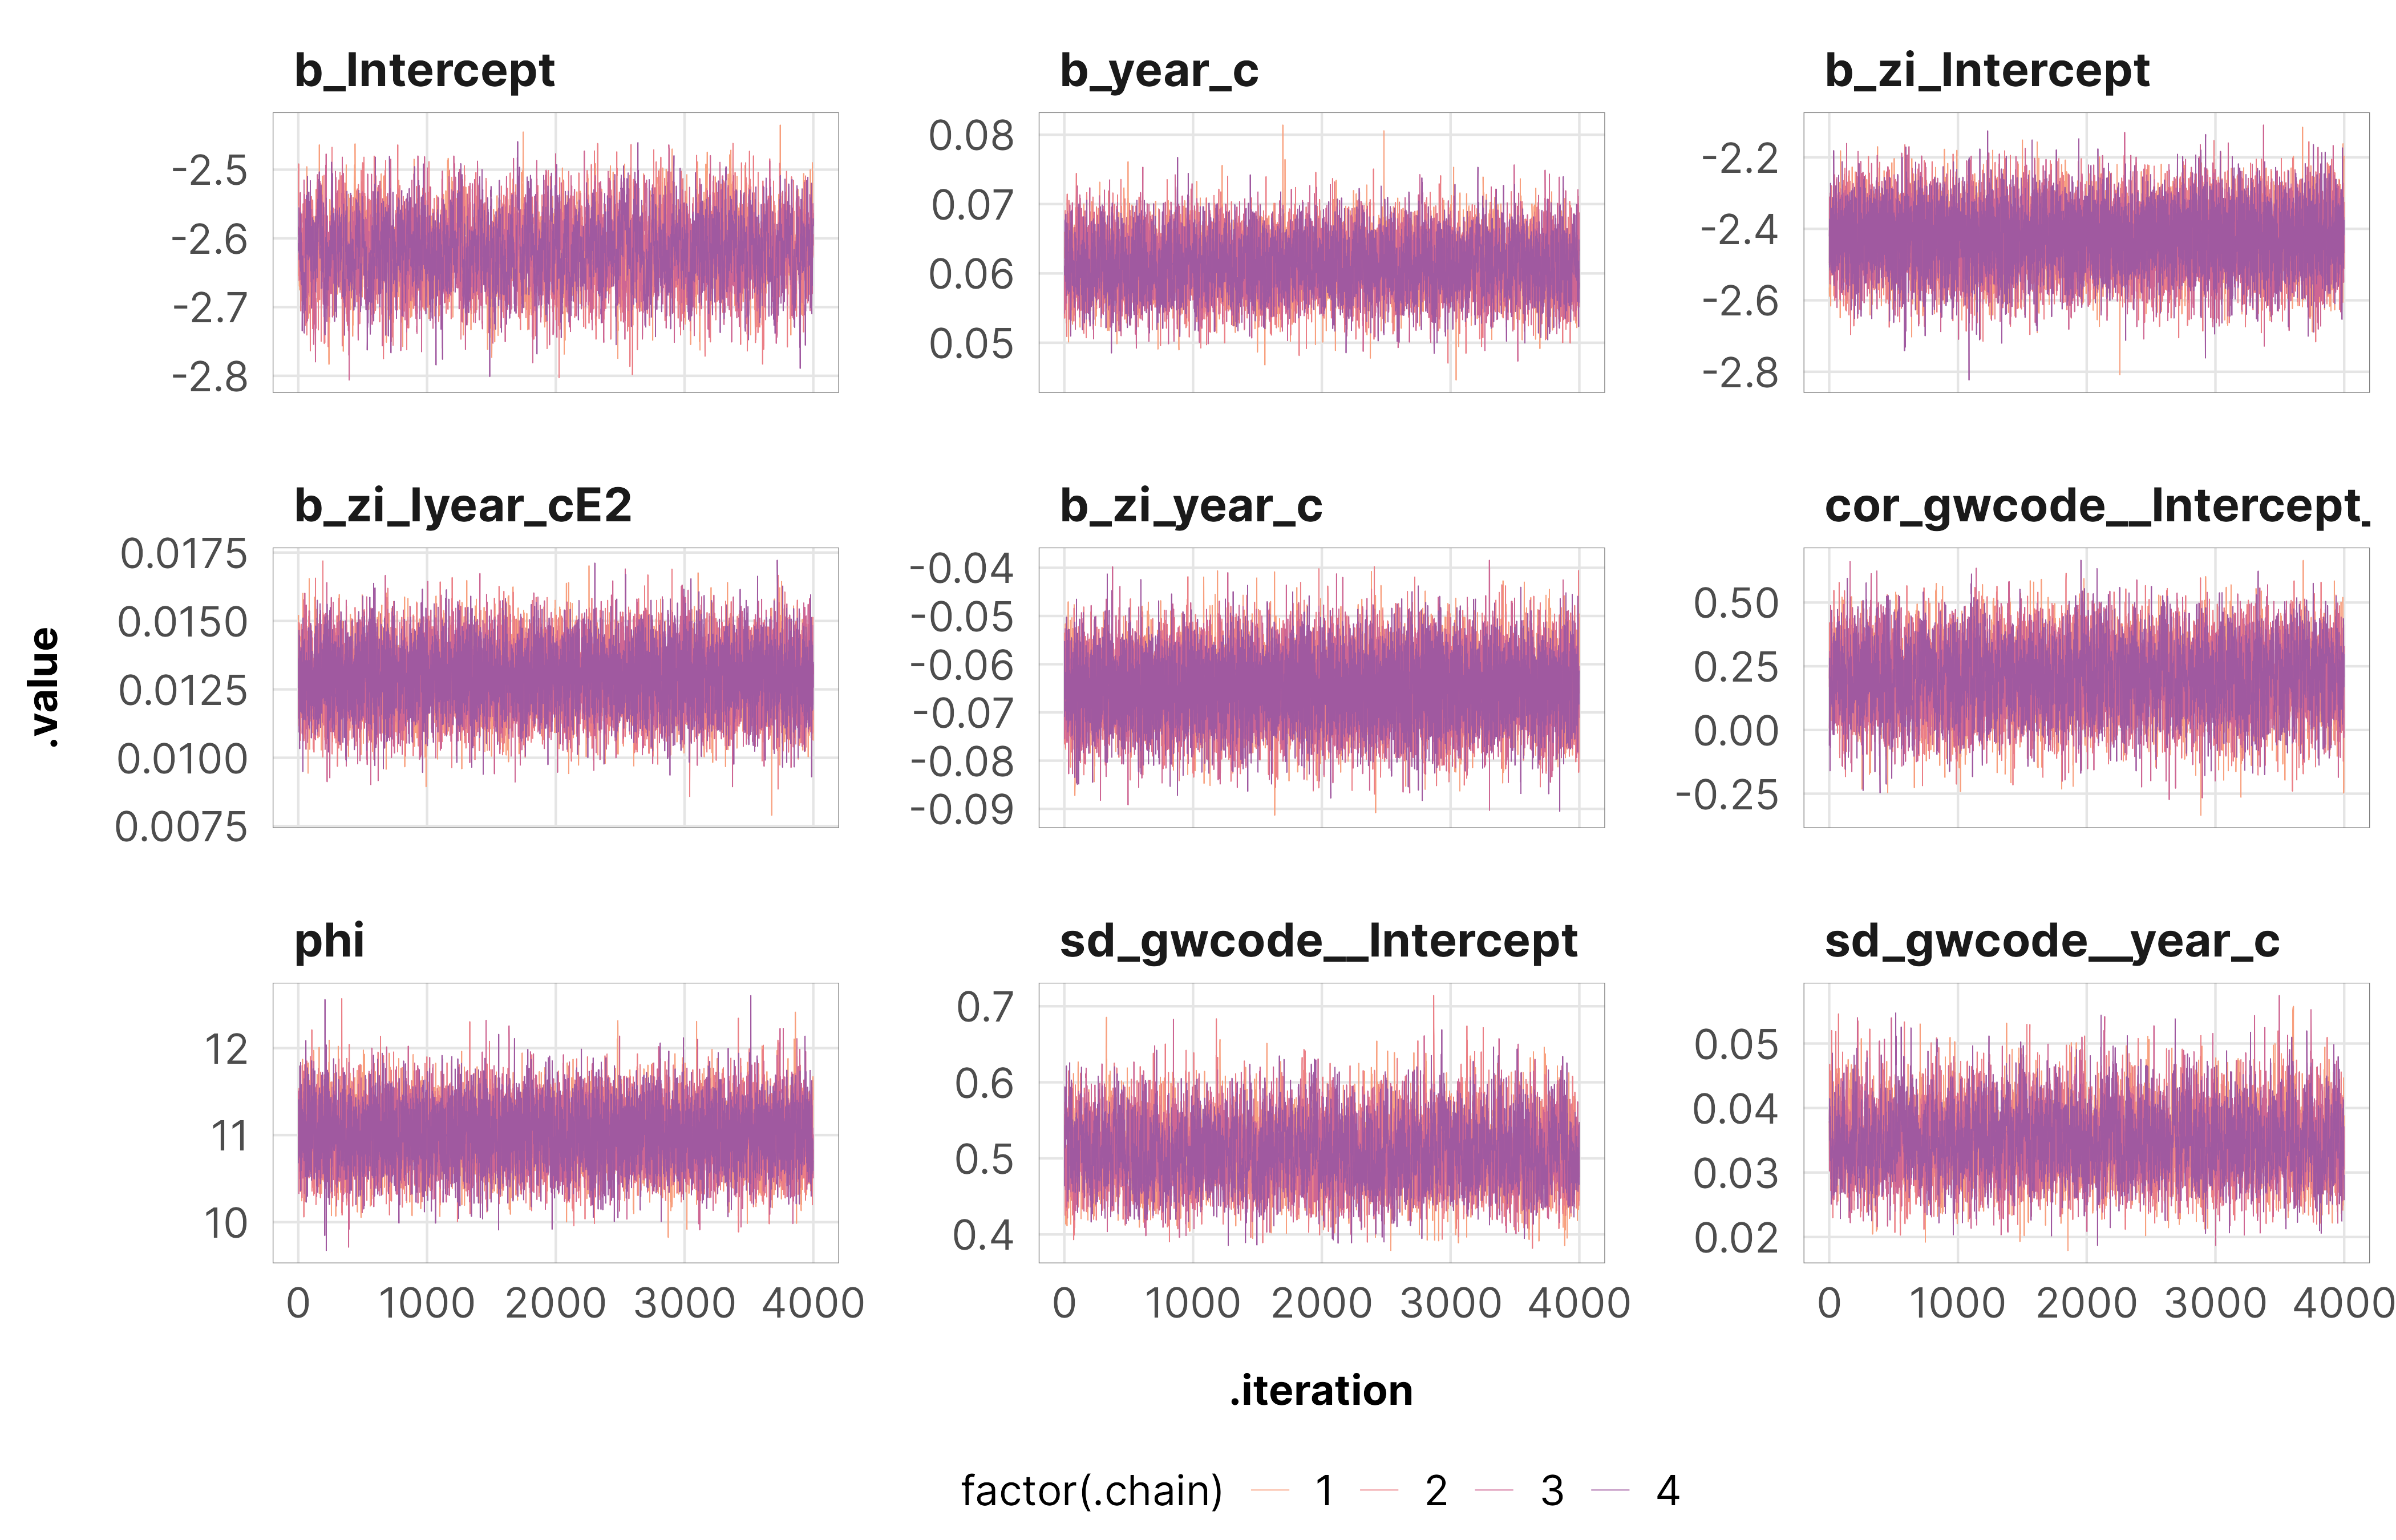 b_Intercept
b_year_c
b_zi_Intercept
-2.5
-2.6
-2.7
-2.8
0.08
0.07
0.06
0.05
-2.2
-2.4
-2.6
-2.8
b_zi_Iyear_cE2
b_zi_year_c
cor_gwcode__Intercept_
0.0175
0.0150
0.0125
0.0100
0.0075
-0.04
-0.05
-0.06
-0.07
-0.08
-0.09
0.50
0.25
0.00
-0.25
.value
phi
sd_gwcode__Intercept
sd_gwcode__year_c
12
11
10
0.7
0.6
0.5
0.4
0.05
0.04
0.03
0.02
0 1000 2000 3000 4000
0 1000 2000 3000 4000
0 1000 2000 3000 4000
.iteration
factor(.chain) 1 2 3 4